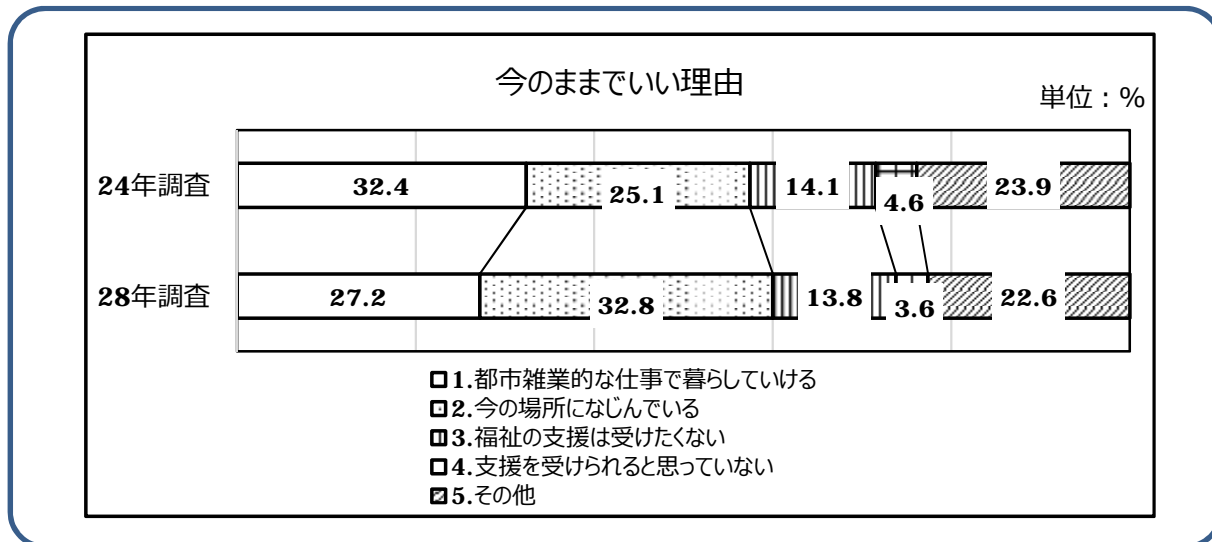 今のままでいい理由
単位：%
24年調査
32.4
25.1
14.1
4.6
23.9
28年調査
27.2
32.8
13.8
3.6
22.6
1.都市雑業的な仕事で暮らしていける
2.今の場所になじんでいる
3.福祉の支援は受けたくない
4.支援を受けられると思っていない
5.その他